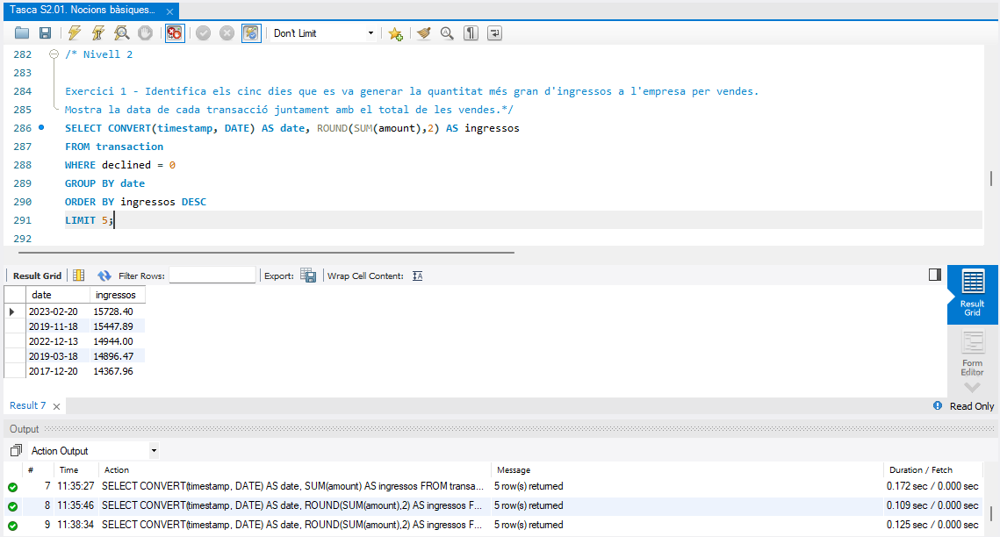 Tasca S2.01. Nocions bàsiques...
Don't Limit
282 /* Nivell 2
283
284 Exercici 1 - Identifica els cinc dies que es va generar la quantitat més gran d'ingressos a l'empresa per vendes.
285 Mostra la data de cada transacció juntament amb el total de les vendes.*/
286 SELECT CONVERT(timestamp, DATE) AS date, ROUND(SUM(amount),2) AS ingressos
287 FROM transaction
288 WHERE declined = 0
289 GROUP BY date
290 ORDER BY ingressos DESC
291 LIMIT 5;
292
Result Grid Filter Rows: Export: Wrap Cell Content:
date ingressos
2023-02-20 15728.40
2019-11-18 15447.89
2022-12-13 14944.00
2019-03-18 14896.47
2017-12-20 14367.96
Result Grid
Form Editor
Result 7
Read Only
Output
Action Output
# Time Action Message Duration / Fetch
7 11:35:27 SELECT CONVERT(timestamp, DATE) AS date, SUM(amount) AS ingressos FROM transa... 5 row(s) returned 0.172 sec / 0.000 sec
8 11:35:46 SELECT CONVERT(timestamp, DATE) AS date, ROUND(SUM(amount),2) AS ingressos F... 5 row(s) returned 0.109 sec / 0.000 sec
9 11:38:34 SELECT CONVERT(timestamp, DATE) AS date, ROUND(SUM(amount),2) AS ingressos F... 5 row(s) returned 0.125 sec / 0.000 sec